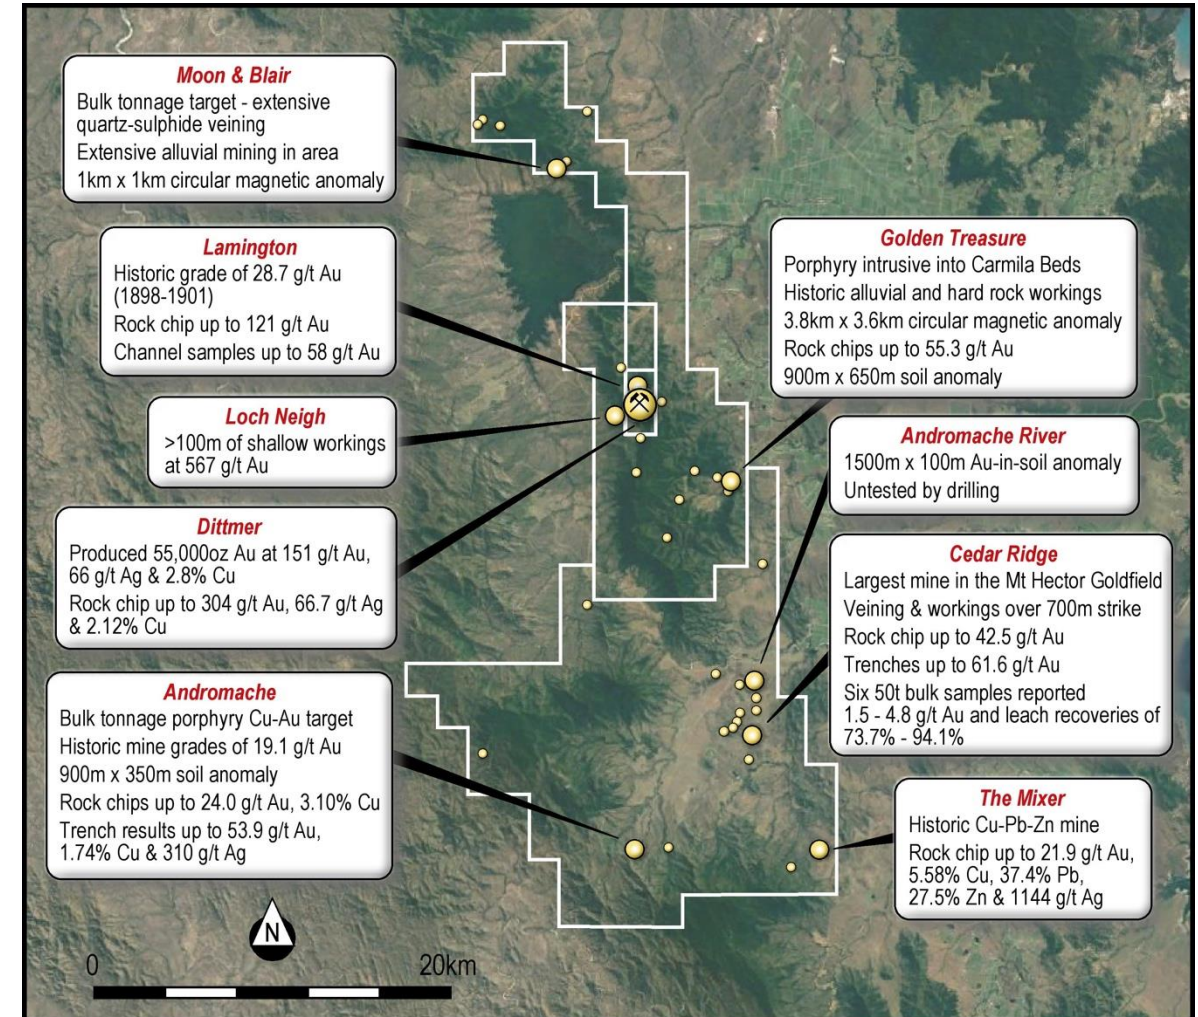 Moon & Blair
Bulk tonnage target - extensive
quartz-sulphide veining
Extensive alluvial mining in area
1km x 1km circular magnetic anomaly
Lamington
Historic grade of 28.7 g/t Au
(1898-1901)
Rock chip up to 121 g/t Au
Channel samples up to 58 g/t Au
Loch Neigh
>100m of shallow workings
at 567 g/t Au
Dittmer
Produced 55,000oz Au at 151 g/t Au,
66 g/t Ag & 2.8% Cu
Rock chip up to 304 g/t Au, 66.7 g/t Ag
& 2.12% Cu
Andromache
Bulk tonnage porphyry Cu-Au target
Historic mine grades of 19.1 g/t Au
900m x 350m soil anomaly
Rock chips up to 24.0 g/t Au, 3.10% Cu
Trench results up to 53.9 g/t Au,
1.74% Cu & 310 g/t Ag
Golden Treasure
Porphyry intrusive into Carmila Beds
Historic alluvial and hard rock workings
3.8km x 3.6km circular magnetic anomaly
Rock chips up to 55.3 g/t Au
900m x 650m soil anomaly
Andromache River
1500m x 100m Au-in-soil anomaly
Untested by drilling
Cedar Ridge
Largest mine in the Mt Hector Goldfield
Veining & workings over 700m strike
Rock chip up to 42.5 g/t Au
Trenches up to 61.6 g/t Au
Six 50t bulk samples reported
1.5 - 4.8 g/t Au and leach recoveries of
73.7% - 94.1%
The Mixer
Historic Cu-Pb-Zn mine
Rock chip up to 21.9 g/t Au,
5.58% Cu, 37.4% Pb,
27.5% Zn & 1144 g/t Ag
N
0 20km